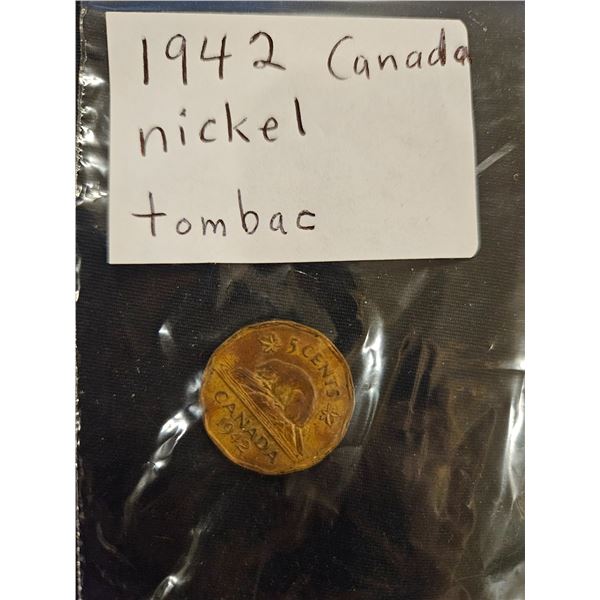 1942 Canada
nickel
tombac
5 CENTS
CANADA
1942